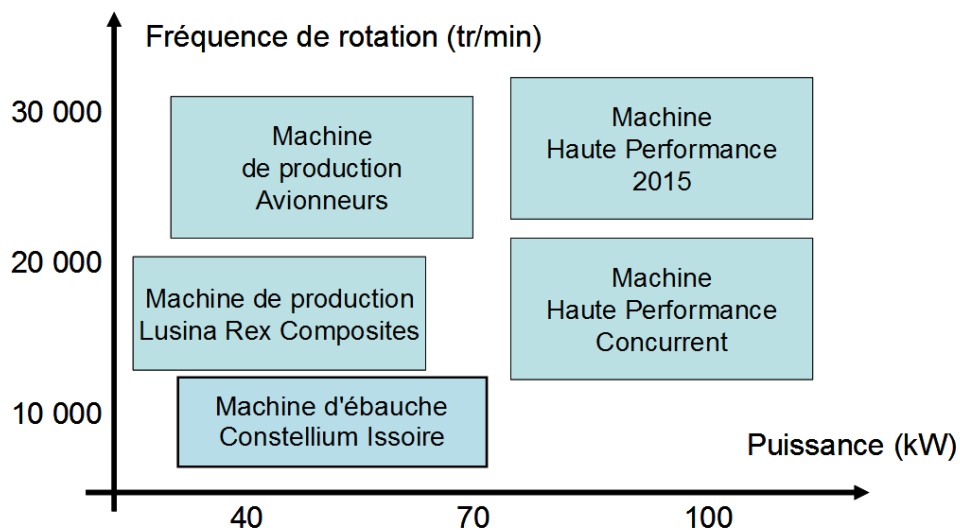 Fréquence de rotation (tr/min)
30 000
Machine
de production
Avionneurs
Machine
Haute Performance
2015
20 000
Machine de production
Lusina Rex Composites
Machine
Haute Performance
Concurrent
10 000
Machine d'ébauche
Constellium Issoire
Puissance (kW)
40
70
100